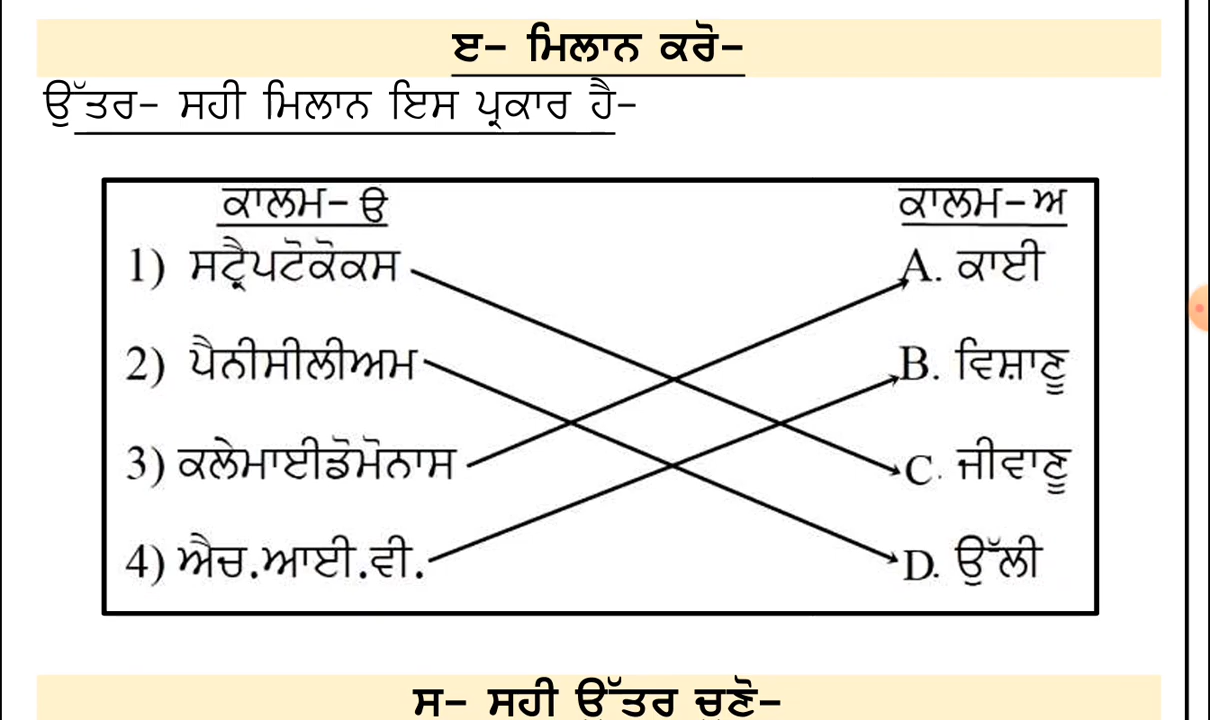 ੲ- ਮਿਲਾਨ ਕਰੋ-
ਉੱਤਰ- ਸਹੀ ਮਿਲਾਨ ਇਸ ਪ੍ਰਕਾਰ ਹੈ-
ਕਾਲਮ- ੳ ਕਾਲਮ- ਅ
1) ਸਟ੍ਰੈਪਟੋਕੋਕਸ A. ਕਾਈ
2) ਪੈਨੀਸੀਲੀਅਮ B. ਵਿਸ਼ਾਣੂ
3) ਕਲੇਮਾਈਡੋਮੋਨਾਸ C. ਜੀਵਾਣੂ
4) ਐਚ.ਆਈ.ਵੀ. D. ਉੱਲੀ
ਸ- ਸਹੀ ਉੱਤਰ ਚੁਣੋ-